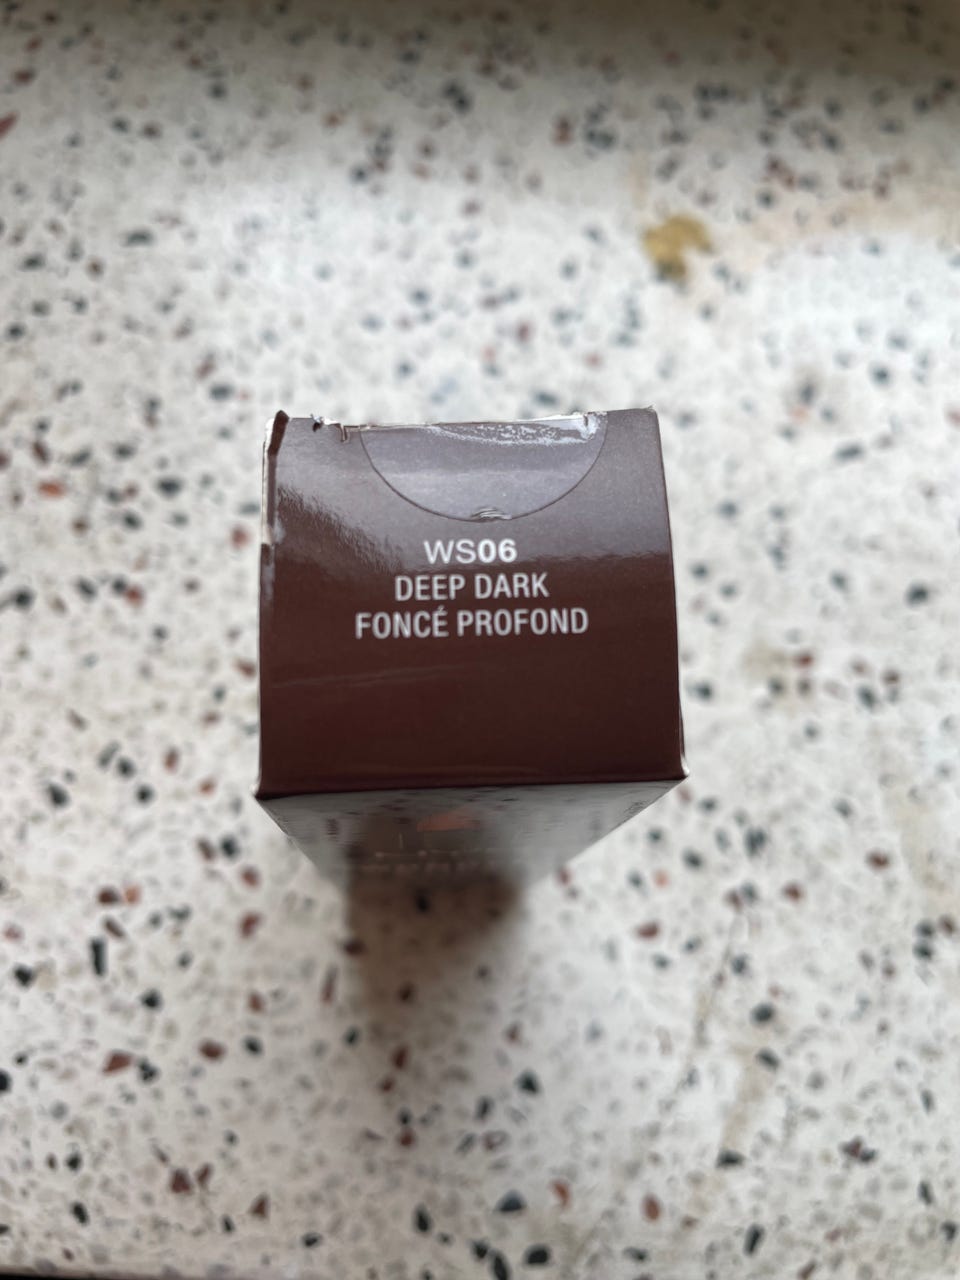 WS06
DEEP DARK
FONCÉ PROFOND